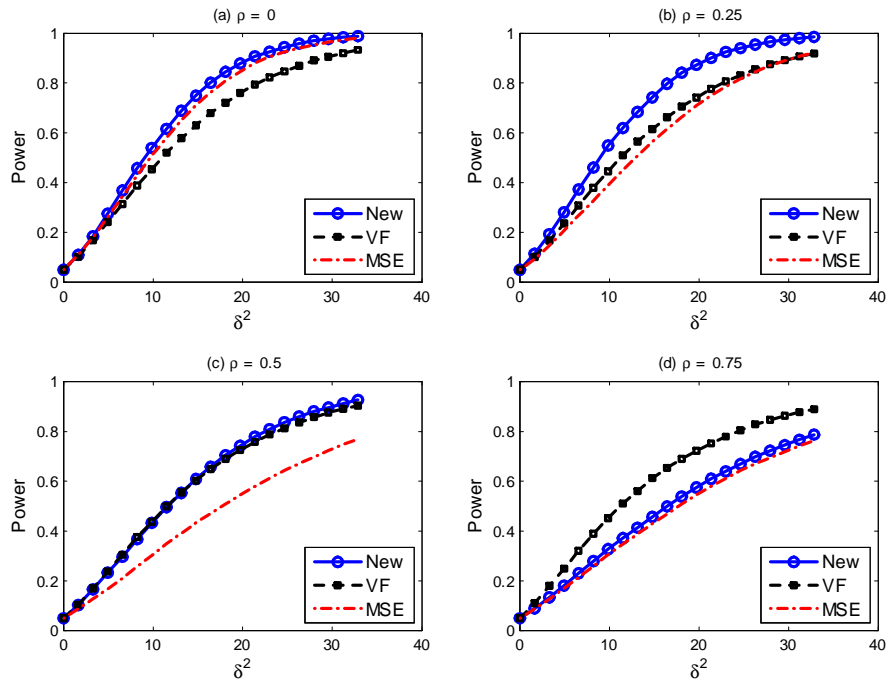 (a) ρ = 0
1
0.8
0.6
0.4
0.2
0
Power
0 10 20 30 40
δ²
New
VF
MSE
(b) ρ = 0.25
1
0.8
0.6
0.4
0.2
0
Power
0 10 20 30 40
δ²
New
VF
MSE
(c) ρ = 0.5
1
0.8
0.6
0.4
0.2
0
Power
0 10 20 30 40
δ²
New
VF
MSE
(d) ρ = 0.75
1
0.8
0.6
0.4
0.2
0
Power
0 10 20 30 40
δ²
New
VF
MSE